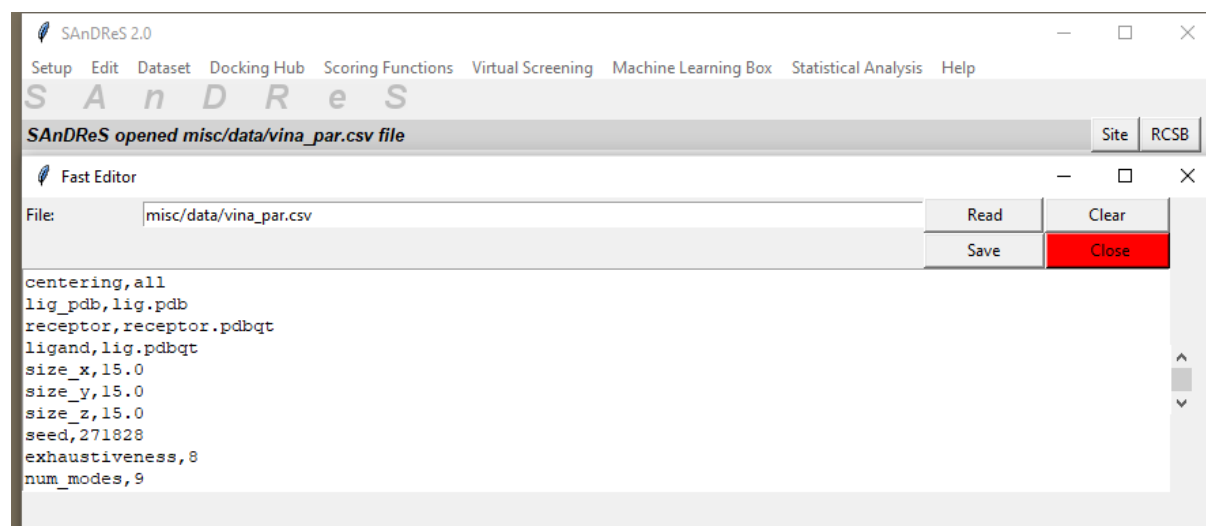 SAnDReS 2.0
Setup Edit Dataset Docking Hub Scoring Functions Virtual Screening Machine Learning Box Statistical Analysis Help
S A n D R e S
SAnDReS opened misc/data/vina_par.csv file Site RCSB
Fast Editor
File: misc/data/vina_par.csv Read Clear
Save Close
centering,all
lig_pdb,lig.pdb
receptor,receptor.pdbqt
ligand,lig.pdbqt
size_x,15.0
size_y,15.0
size_z,15.0
seed,271828
exhaustiveness,8
num_modes,9